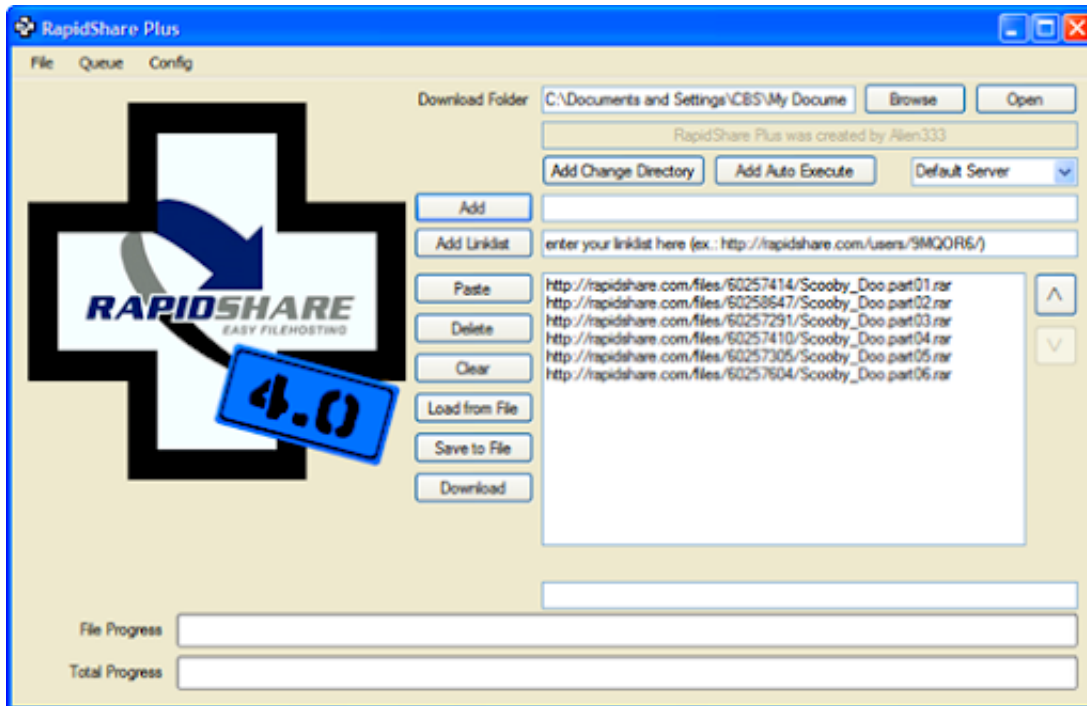 RapidShare Plus
File Queue Config
Download Folder C:\Documents and Settings\CBS\My Docume Browse Open
RapidShare Plus was created by Alien333
Add Change Directory Add Auto Execute Default Server
Add
Add Linklist enter your linklist here (ex.: http://rapidshare.com/users/9MQOR6/)
Paste
Delete
Clear
Load from File
Save to File
Download
http://rapidshare.com/files/60257414/Scooby_Doo.part01.rar
http://rapidshare.com/files/60258647/Scooby_Doo.part02.rar
http://rapidshare.com/files/60257291/Scooby_Doo.part03.rar
http://rapidshare.com/files/60257410/Scooby_Doo.part04.rar
http://rapidshare.com/files/60257305/Scooby_Doo.part05.rar
http://rapidshare.com/files/60257604/Scooby_Doo.part06.rar
RAPIDSHARE
EASY FILEHOSTING
4.0
File Progress
Total Progress